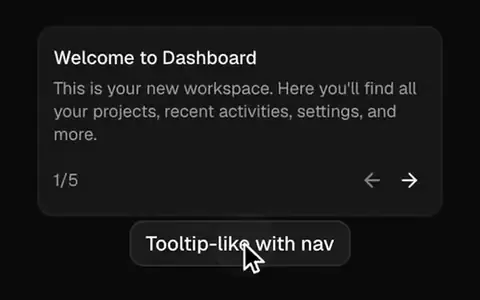 Welcome to Dashboard
This is your new workspace. Here you'll find all
your projects, recent activities, settings, and
more.
1/5
Tooltip-like with nav